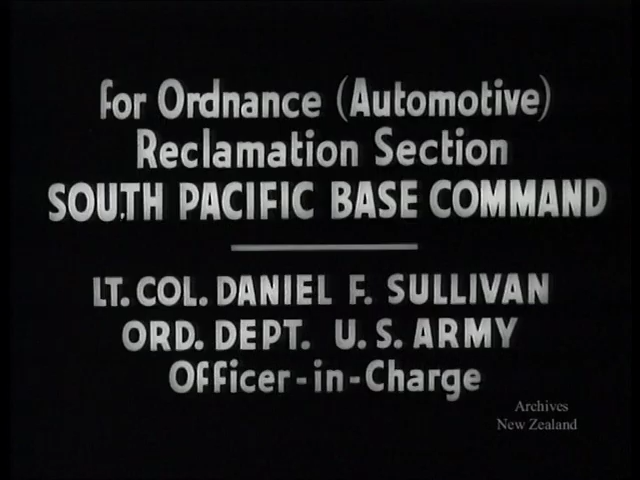 for Ordnance (Automotive)
Reclamation Section
SOUTH PACIFIC BASE COMMAND
LT. COL. DANIEL F. SULLIVAN
ORD. DEPT. U.S. ARMY
Officer-in-Charge
Archives
New Zealand